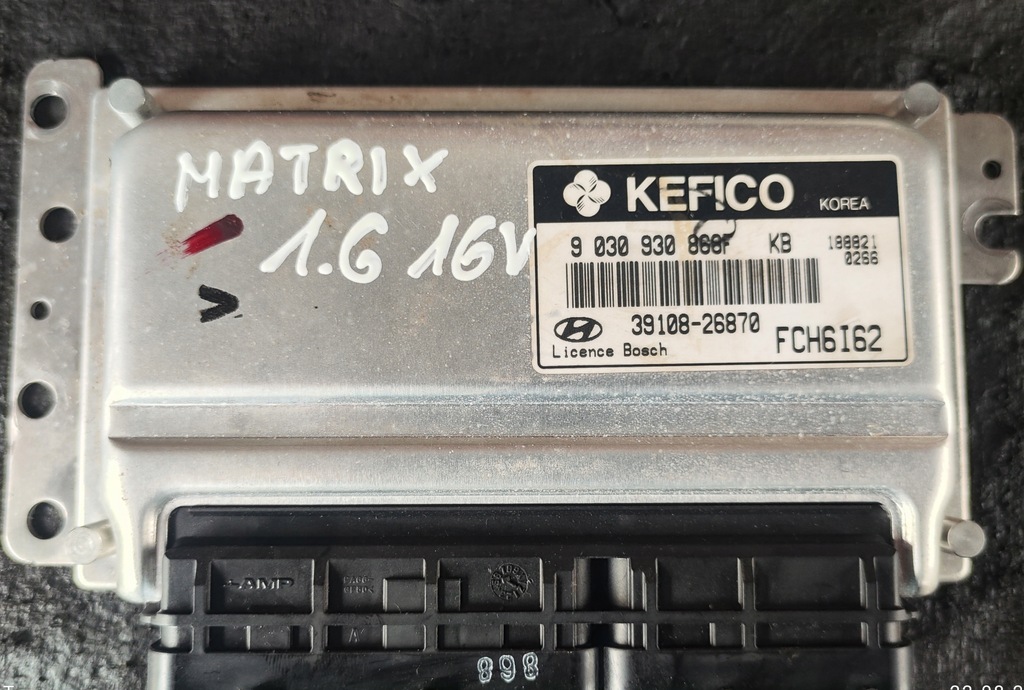 MATRIX
1.6 16V
>
KEFICO
KOREA
9 030 930 868F KB
188821
0266
39108-26870
Licence Bosch
FCH6I62
AMP
898